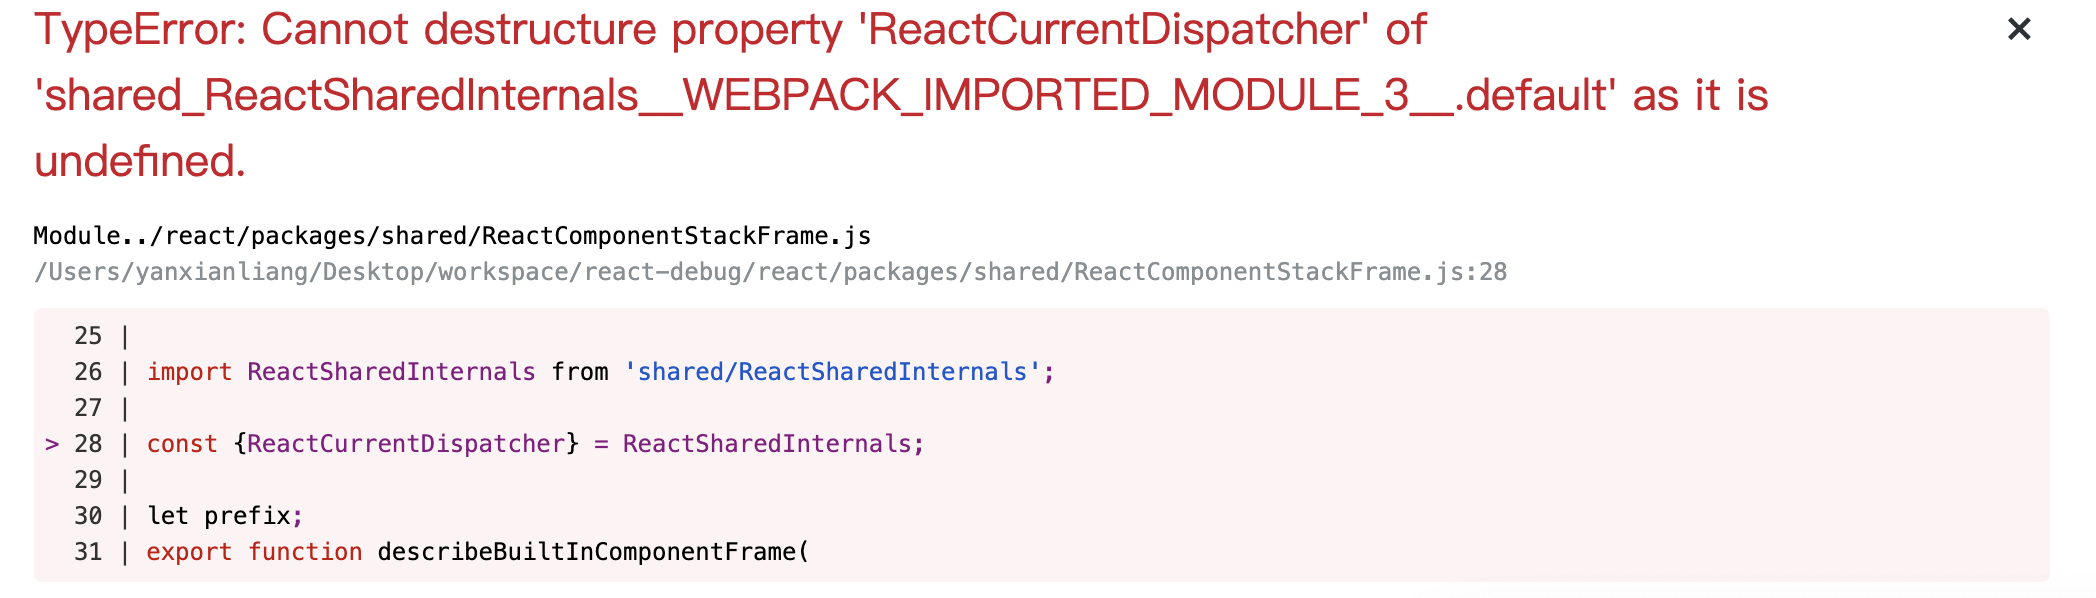 TypeError: Cannot destructure property 'ReactCurrentDispatcher' of
'shared_ReactSharedInternals__WEBPACK_IMPORTED_MODULE_3__.default' as it is
undefined.
×
Module../react/packages/shared/ReactComponentStackFrame.js
/Users/yanxianliang/Desktop/workspace/react-debug/react/packages/shared/ReactComponentStackFrame.js:28
25 |
26 | import ReactSharedInternals from 'shared/ReactSharedInternals';
27 |
> 28 | const {ReactCurrentDispatcher} = ReactSharedInternals;
29 |
30 | let prefix;
31 | export function describeBuiltInComponentFrame(